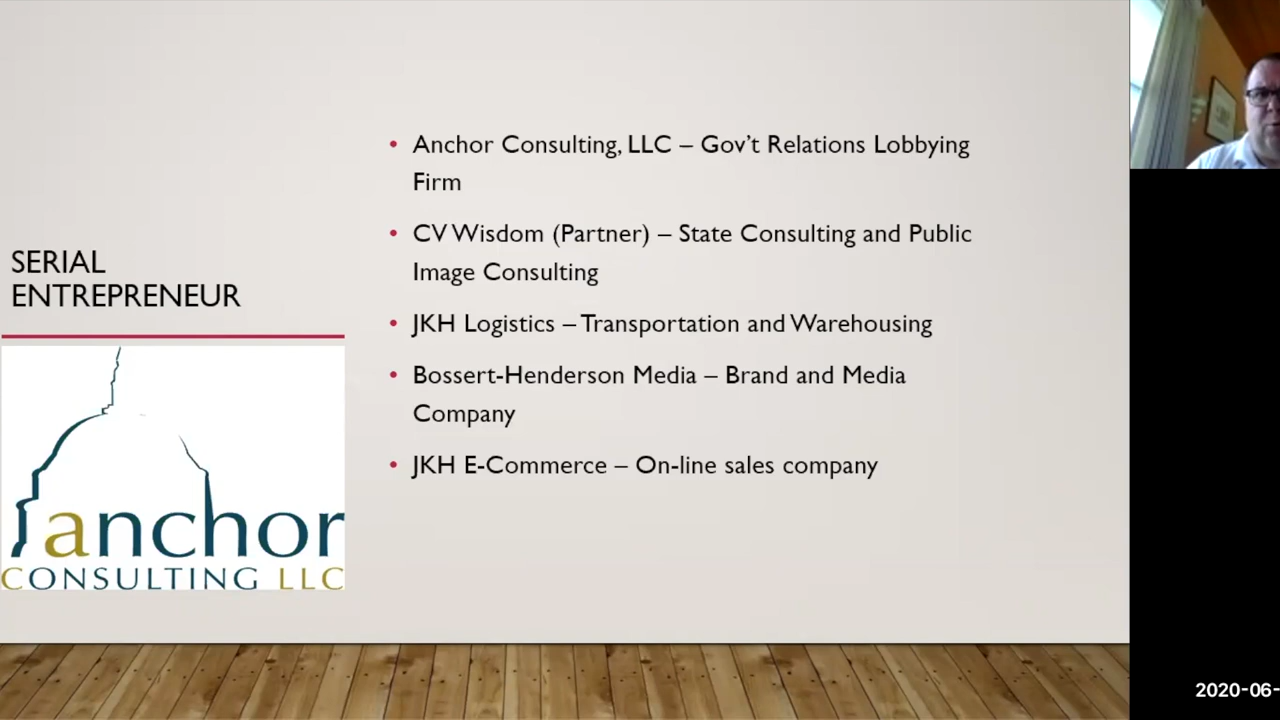 SERIAL
ENTREPRENEUR
anchor
CONSULTING LLC
• Anchor Consulting, LLC – Gov’t Relations Lobbying
Firm
• CV Wisdom (Partner) – State Consulting and Public
Image Consulting
• JKH Logistics – Transportation and Warehousing
• Bossert-Henderson Media – Brand and Media
Company
• JKH E-Commerce – On-line sales company
2020-06-